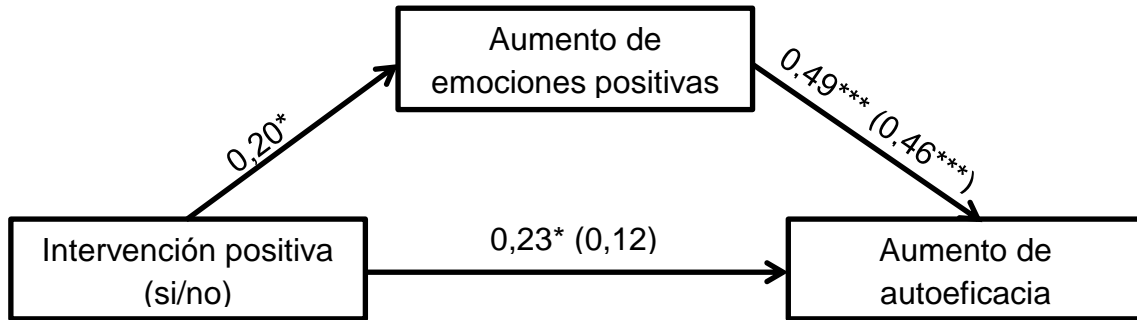 Aumento de
emociones positivas
0,20*
0,49*** (0,46***)
Intervención positiva
(si/no)
0,23* (0,12)
Aumento de
autoeficacia